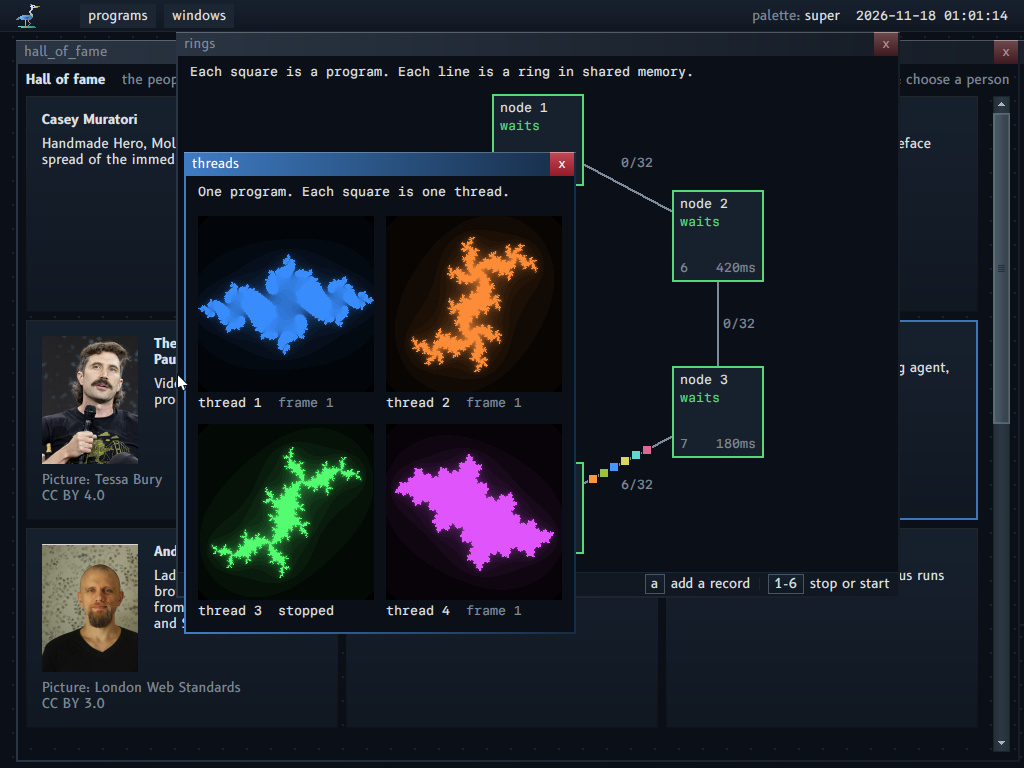 programs windows palette: super 2026-11-18 01:01:14
hall_of_fame x
rings x
Hall of fame the peop choose a person
Each square is a program. Each line is a ring in shared memory.
Casey Muratori
Handmade Hero, Mol eface
spread of the immed
node 1
waits
0/32
threads x
One program. Each square is one thread.
node 2
waits
6 420ms
0/32
node 3
waits
7 180ms
6/32
thread 1 frame 1
thread 2 frame 1
thread 3 stopped
thread 4 frame 1
a add a record 1-6 stop or start
The
Pau
Vide
pro
g agent,
Picture: Tessa Bury
CC BY 4.0
And
Lad
bro
from
and S
us runs
Picture: London Web Standards
CC BY 3.0